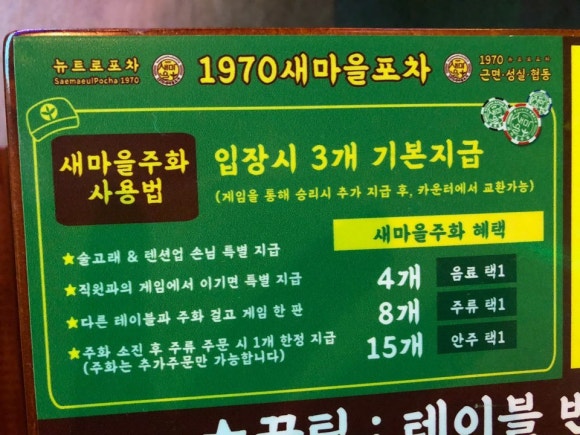 뉴트로포차
SaemaeulPocha 1970
1970새마을포차
1970
근면·성실·협동
새마을주화
사용법
입장시 3개 기본지급
(게임을 통해 승리시 추가 지급 후, 카운터에서 교환가능)
새마을주화 혜택
★술고래 & 텐션업 손님 특별 지급
★직원과의 게임에서 이기면 특별 지급
★다른 테이블과 주화 걸고 게임 한 판
★주화 소진 후 주류 주문 시 1개 한정 지급
(주화는 추가주문만 가능합니다)
4개 음료 택1
8개 주류 택1
15개 안주 택1
★꿀팁 : 테이블